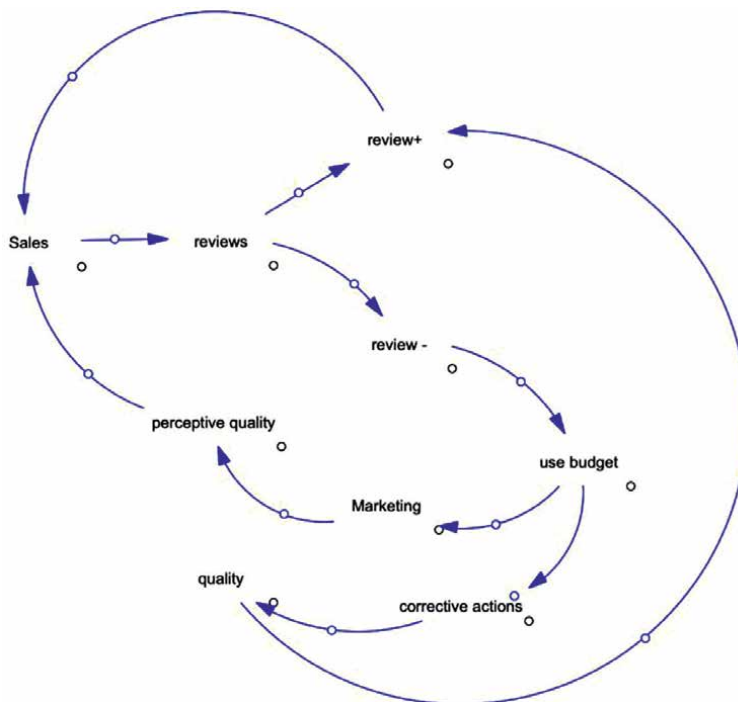 review+
Sales
reviews
review -
perceptive quality
use budget
Marketing
quality
corrective actions